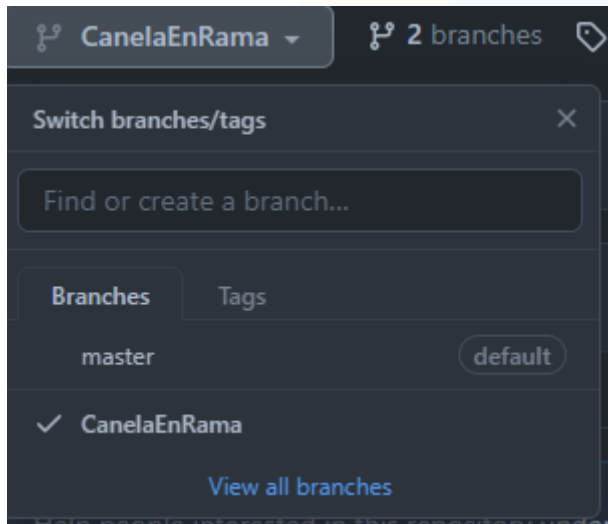 CanelaEnRama 2 branches
Switch branches/tags
Find or create a branch...
Branches Tags
master default
CanelaEnRama
View all branches